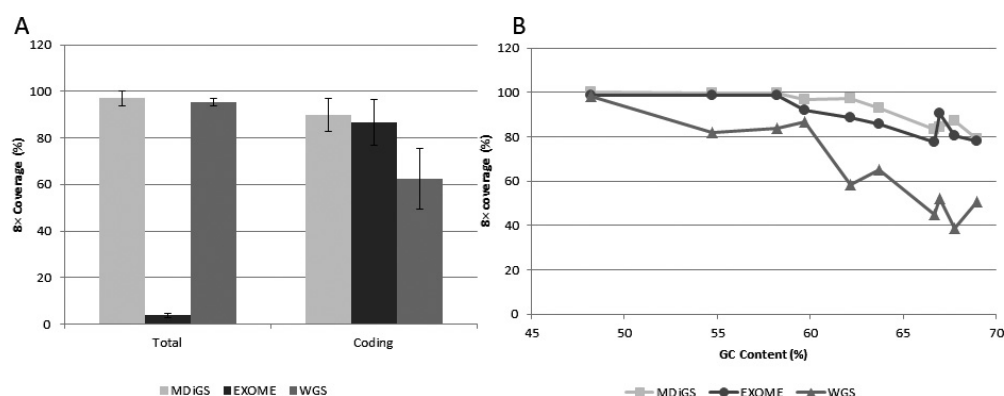 A
8× Coverage (%)
120
100
80
60
40
20
0
Total
Coding
MDiGS
EXOME
WGS
B
8× coverage (%)
120
100
80
60
40
20
0
45
50
55
60
65
70
GC Content (%)
MDiGS
EXOME
WGS